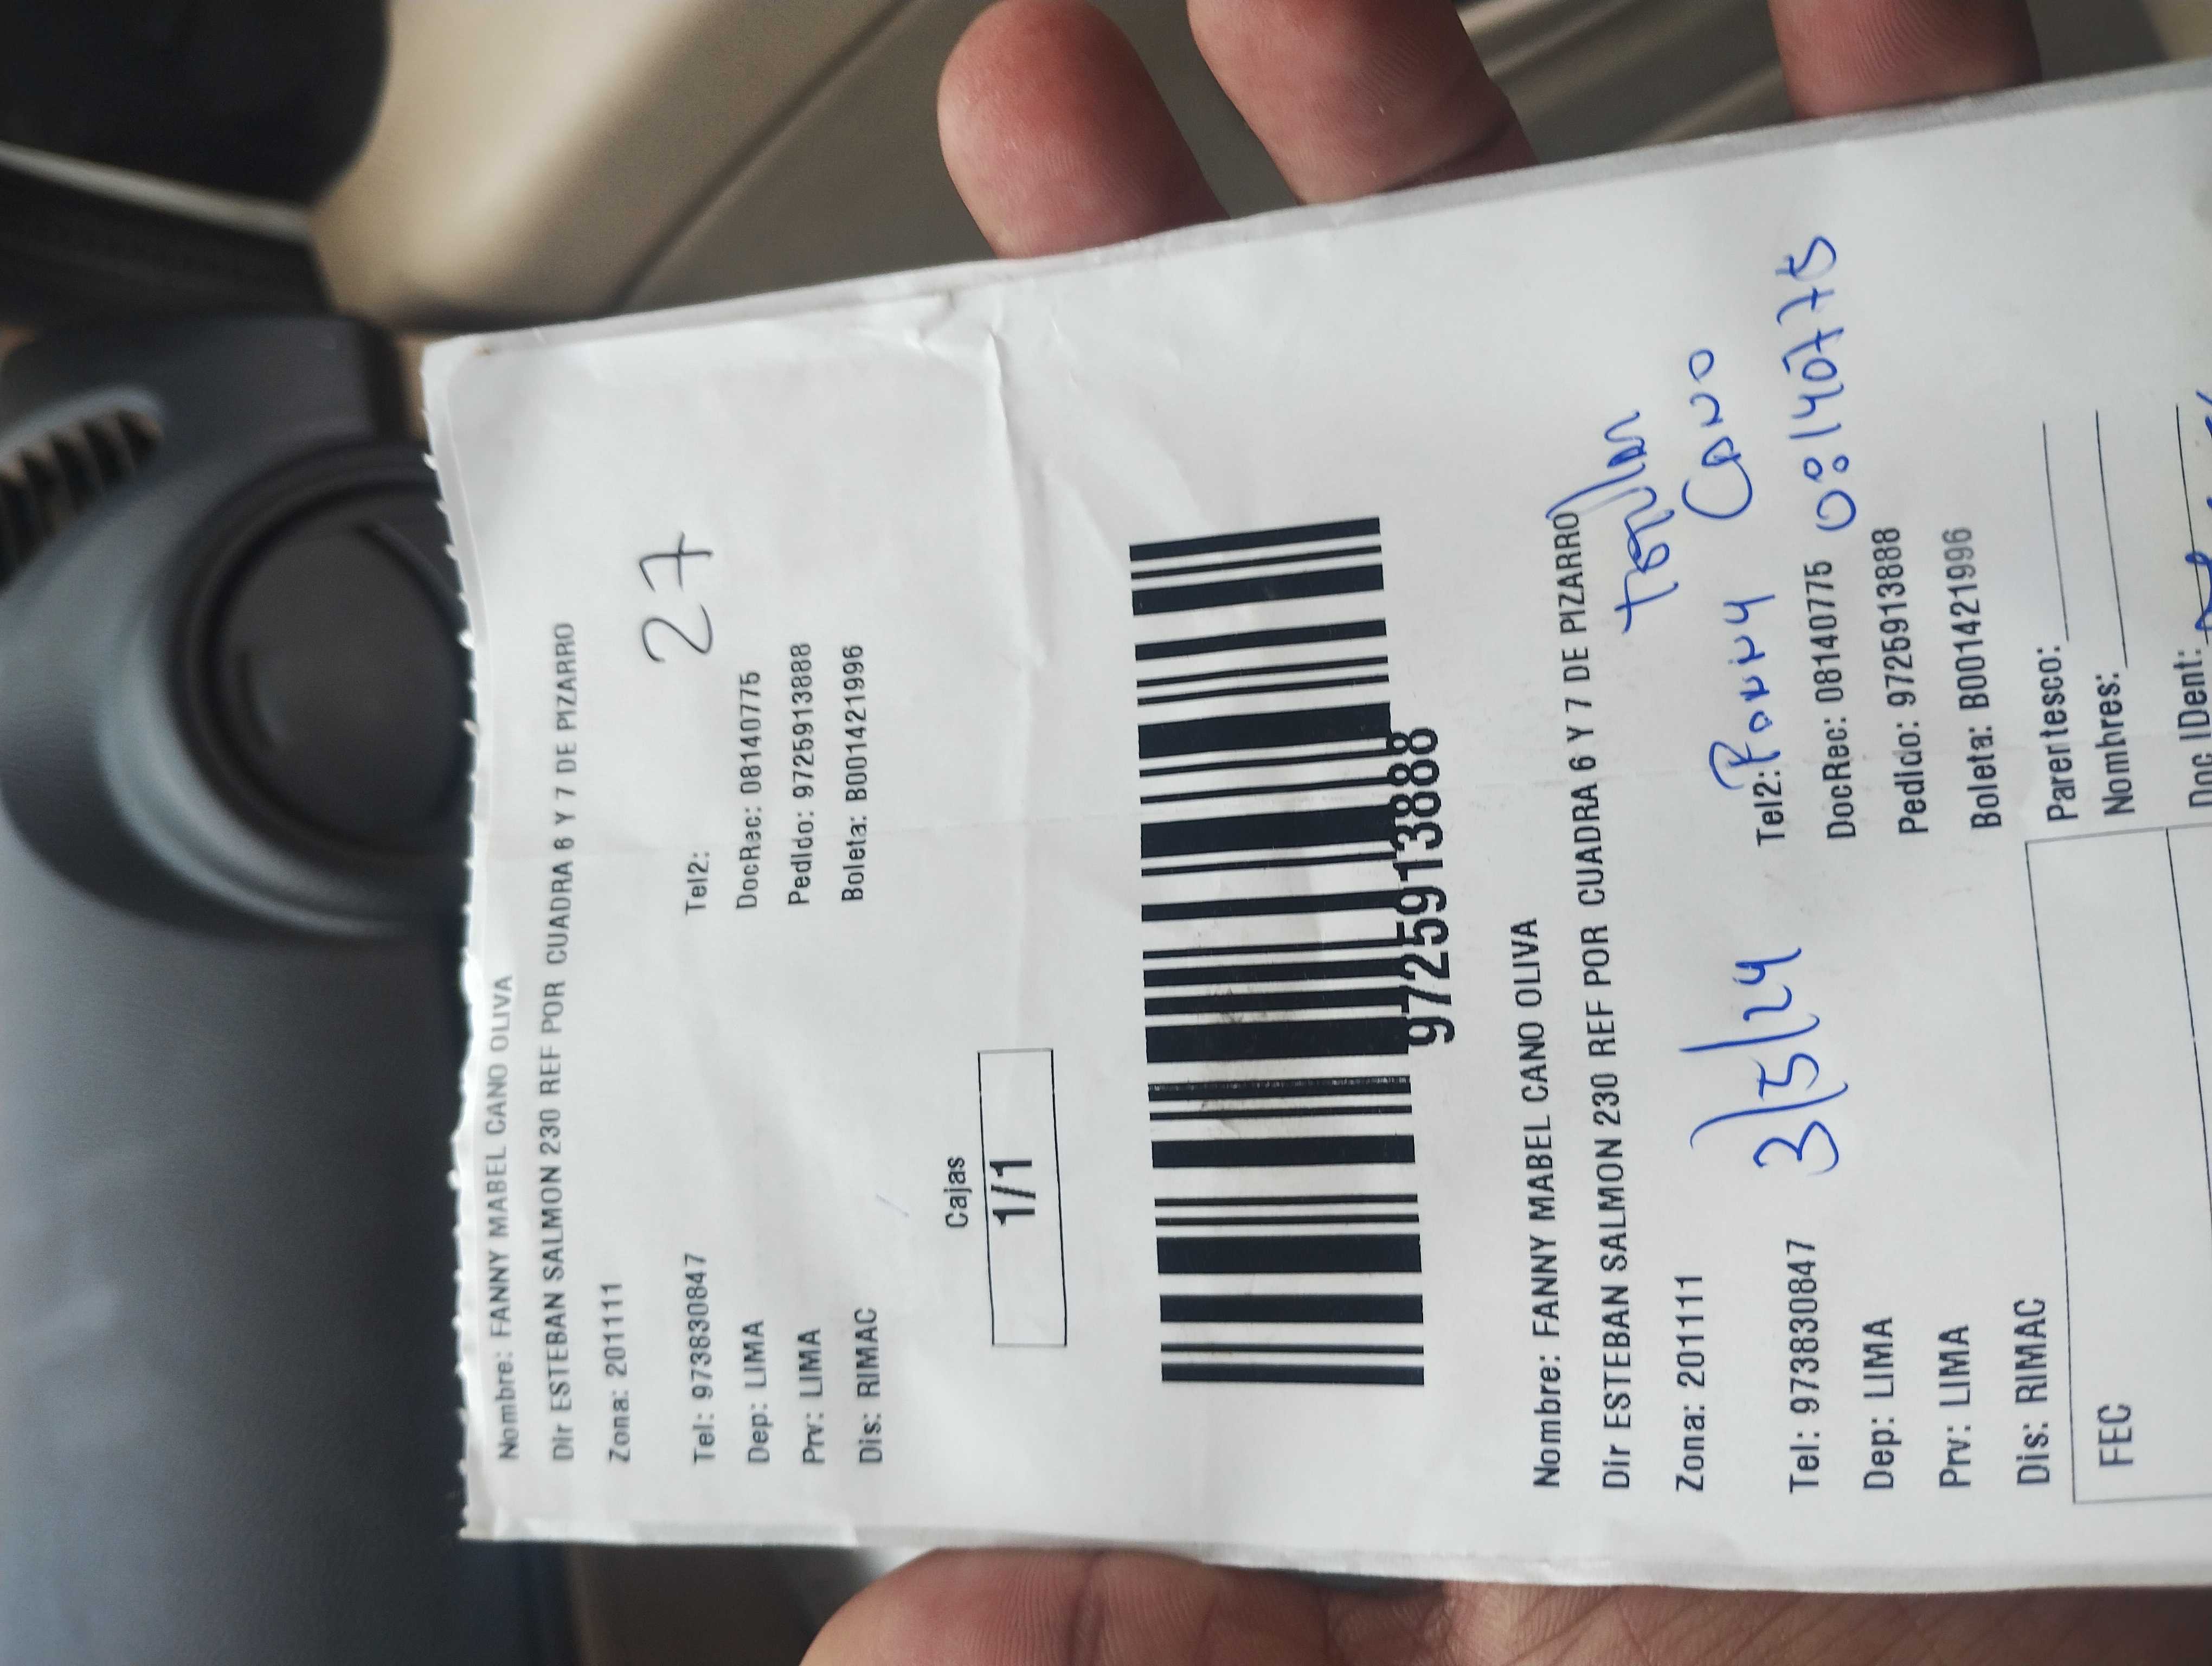 Nombre: FANNY MABEL CANO OLIVA
Dir ESTEBAN SALMON 230 REF POR CUADRA 6 Y 7 DE PIZARRO
Zona: 201111
27
Tel: 973830847 Tel2:
Dep: LIMA DocRec: 08140775
Prv: LIMA Pedido: 9725913888
Dis: RIMAC Boleta: B001421996
Cajas
1/1
9725913888
Nombre: FANNY MABEL CANO OLIVA
Dir ESTEBAN SALMON 230 REF POR CUADRA 6 Y 7 DE PIZARRO
Zona: 201111
3/5/24 Fanny Cano
Tel: 973830847 Tel2:
08140775
Dep: LIMA DocRec: 08140775
Prv: LIMA Pedido: 9725913888
Dis: RIMAC Boleta: B001421996
Parentesco:
FEC Nombres:
Doc IDent: